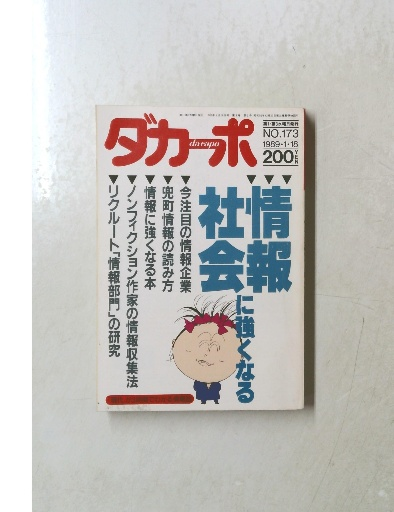 ダカーポ
da capo
NO.173
1989・1・18
200YEN
情報社会に強くなる
▼今注目の情報企業
▼兜町情報の読み方
▼情報に強くなる本
▼ノンフィクション作家の情報収集法
▼リクルート「情報部門」の研究